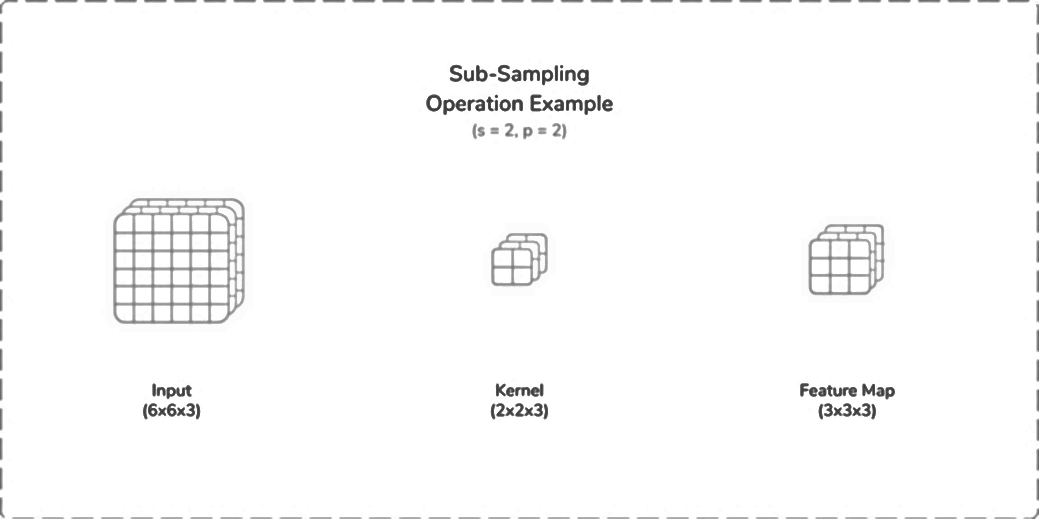 Sub-Sampling
Operation Example
(s = 2, p = 2)
Input
(6x6x3)
Kernel
(2x2x3)
Feature Map
(3x3x3)